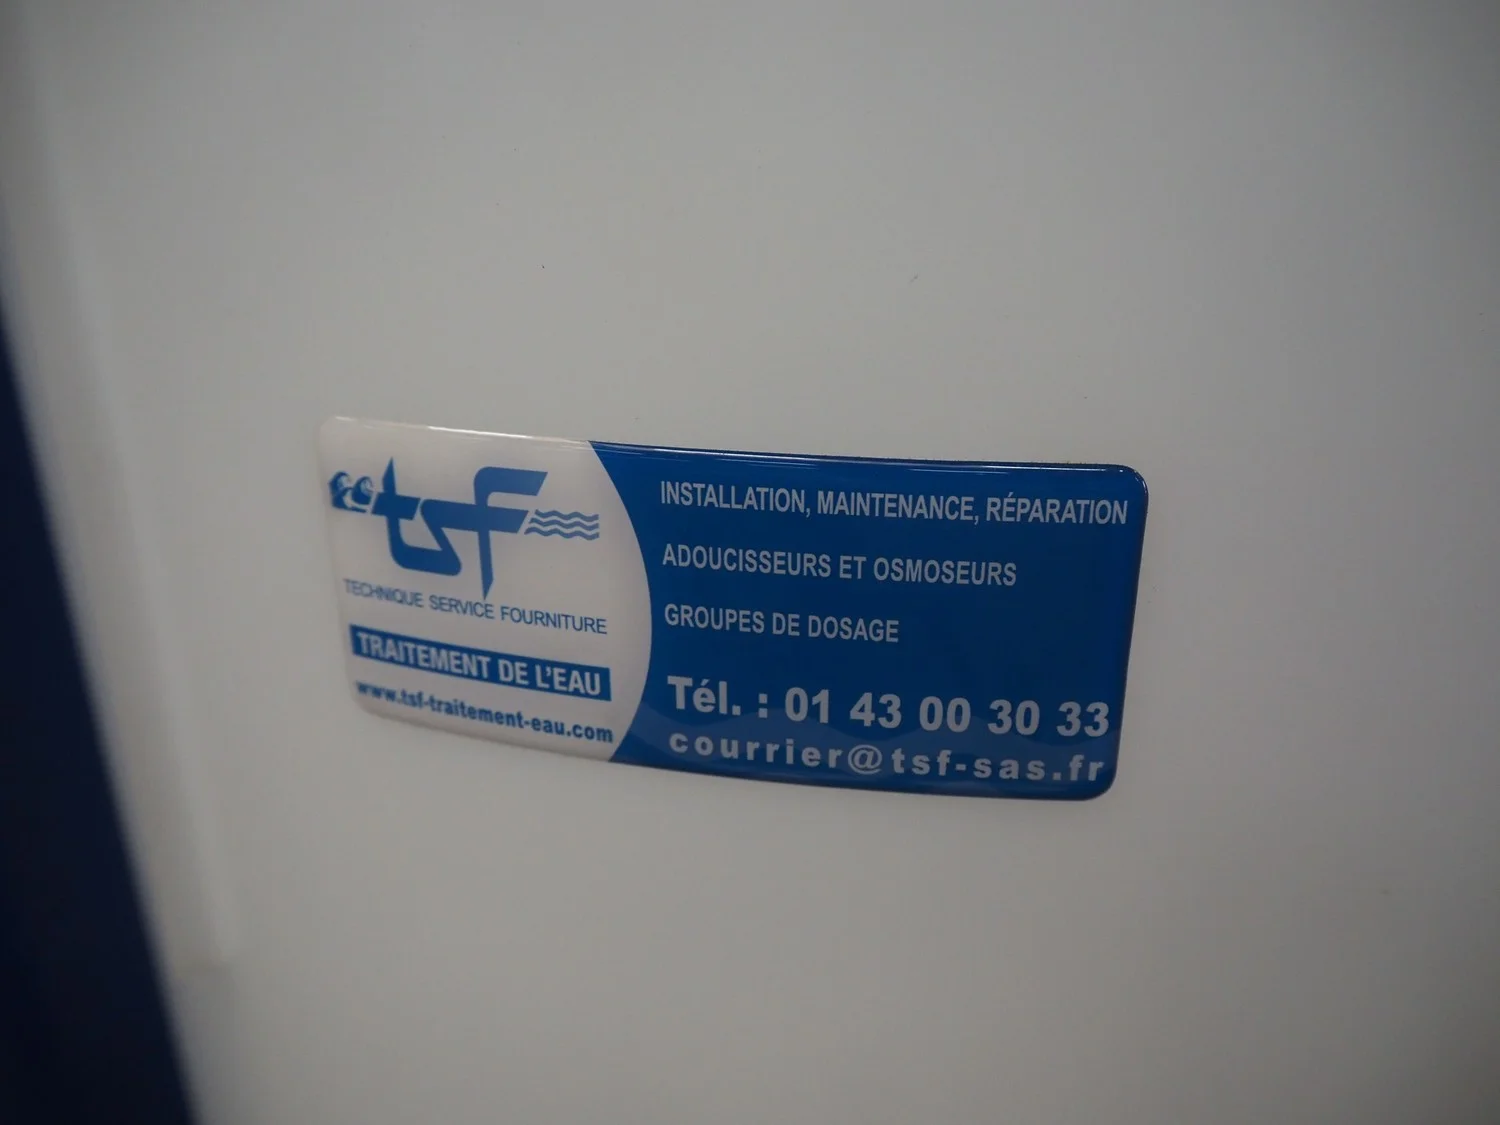 tsf
TECHNIQUE SERVICE FOURNITURE
TRAITEMENT DE L'EAU
www.tsf-traitement-eau.com
INSTALLATION, MAINTENANCE, RÉPARATION
ADOUCISSEURS ET OSMOSEURS
GROUPES DE DOSAGE
Tél. : 01 43 00 30 33
courrier@tsf-sas.fr